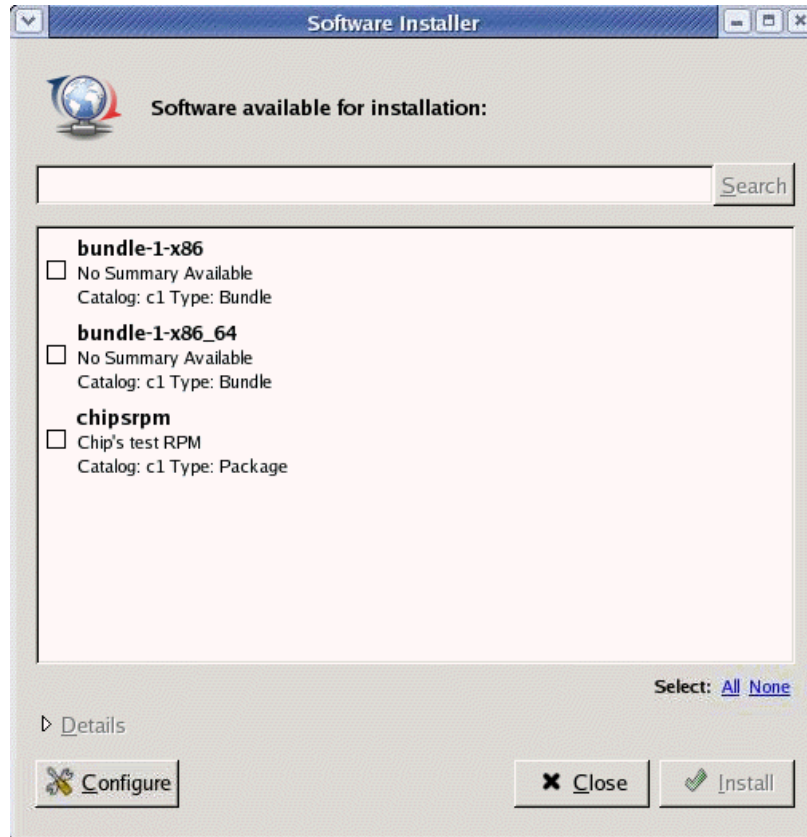 Software Installer
Software available for installation:
Search
bundle-1-x86
No Summary Available
Catalog: c1 Type: Bundle
bundle-1-x86_64
No Summary Available
Catalog: c1 Type: Bundle
chipsrpm
Chip's test RPM
Catalog: c1 Type: Package
Select: All None
Details
Configure Close Install